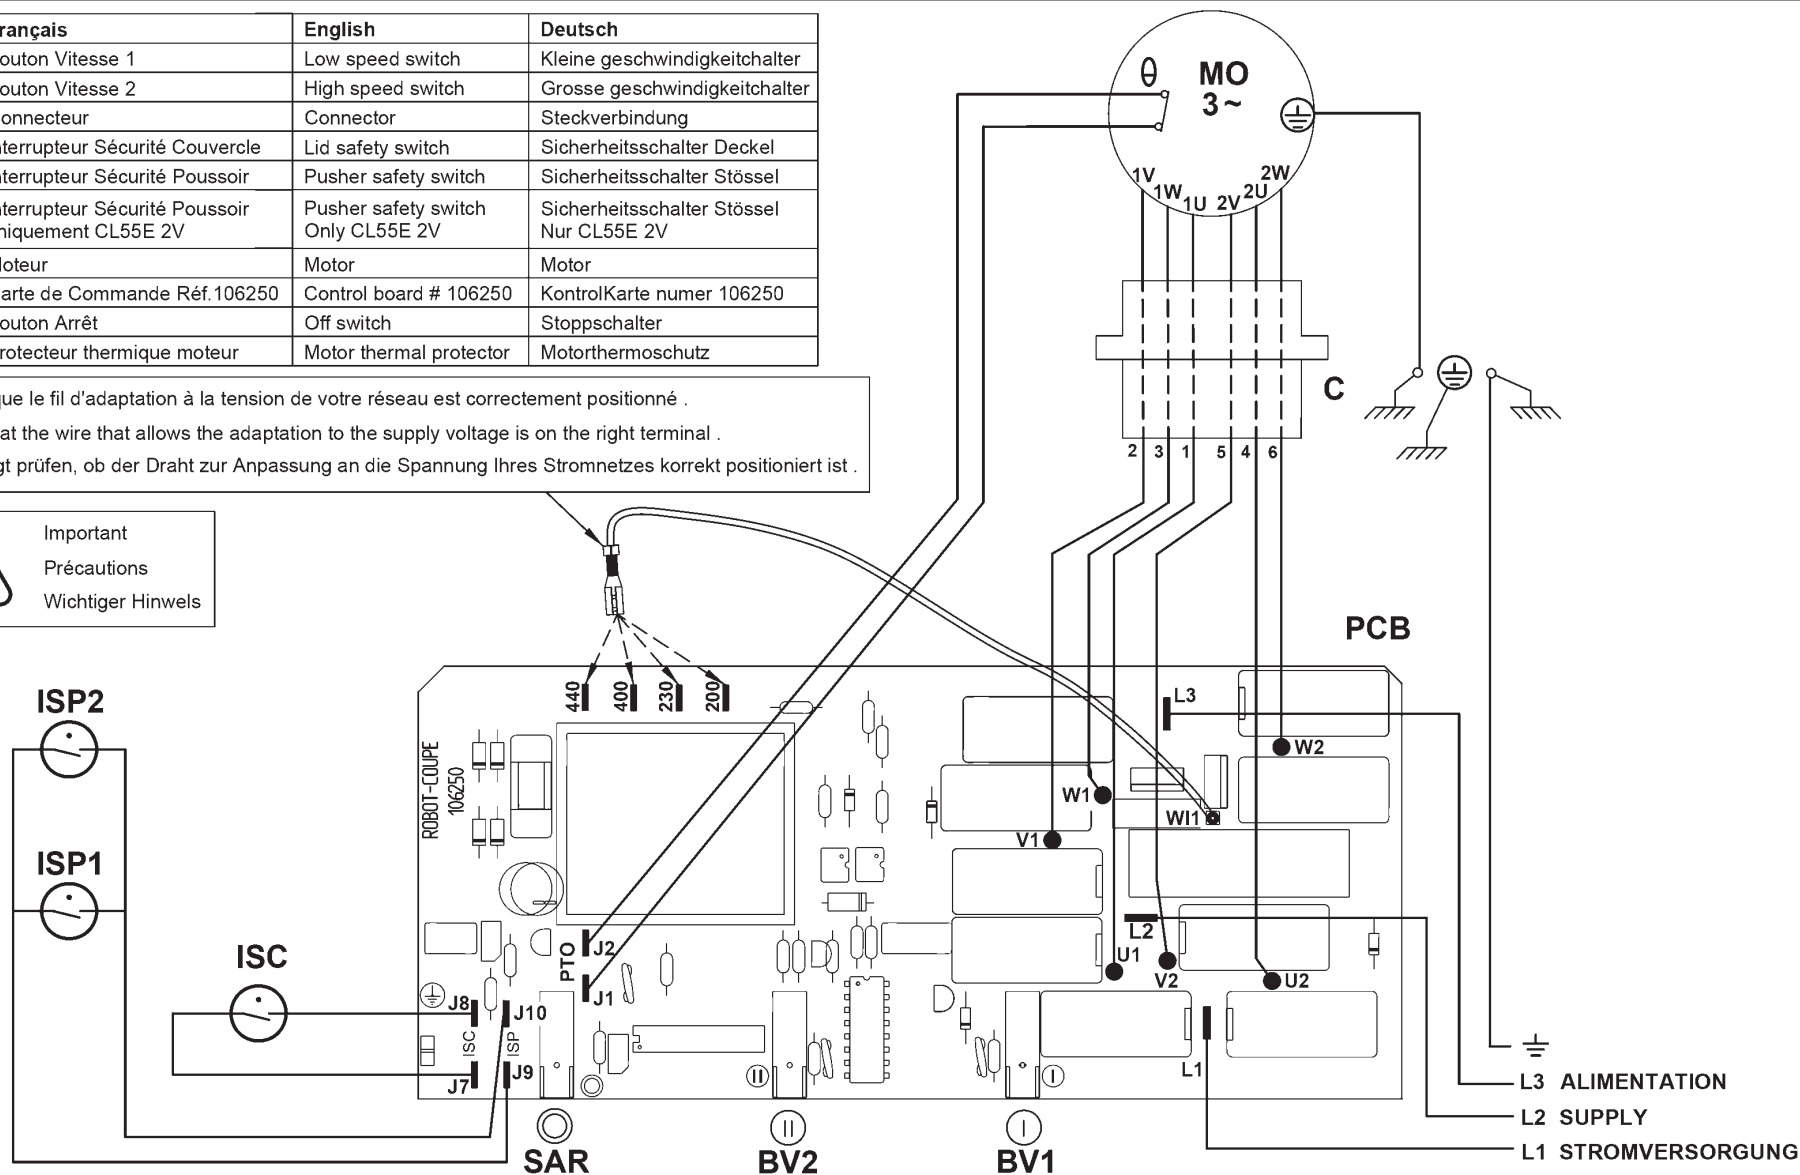 rançais English Deutsch
outon Vitesse 1 Low speed switch Kleine geschwindigkeitchalter
outon Vitesse 2 High speed switch Grosse geschwindigkeitchalter
onnecteur Connector Steckverbindung
nterrupteur Sécurité Couvercle Lid safety switch Sicherheitsschalter Deckel
nterrupteur Sécurité Poussoir Pusher safety switch Sicherheitsschalter Stössel
nterrupteur Sécurité Poussoir Pusher safety switch Sicherheitsschalter Stössel
niquement CL55E 2V Only CL55E 2V Nur CL55E 2V
oteur Motor Motor
arte de Commande Réf.106250 Control board # 106250 KontrolKarte numer 106250
outon Arrêt Off switch Stoppschalter
rotecteur thermique moteur Motor thermal protector Motorthermoschutz
que le fil d'adaptation à la tension de votre réseau est correctement positionné .
at the wire that allows the adaptation to the supply voltage is on the right terminal .
gt prüfen, ob der Draht zur Anpassung an die Spannung Ihres Stromnetzes korrekt positioniert ist .
Important
Précautions
Wichtiger Hinwels
θ MO
3~
1V 1W 1U 2V 2U 2W
C
2 3 1 5 4 6
PCB
440 400 230 200
L3
ISP2
W2
ROBOT-COUPE
106250
W1
WI1
V1
ISP1
L2
PTO J2
U1
V2
U2
ISC
J1
J8 J10
ISC ISP
J7 J9
II
I
L1
L3 ALIMENTATION
L2 SUPPLY
L1 STROMVERSORGUNG
II
I
SAR BV2 BV1